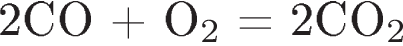 2CO + O₂ = 2CO₂